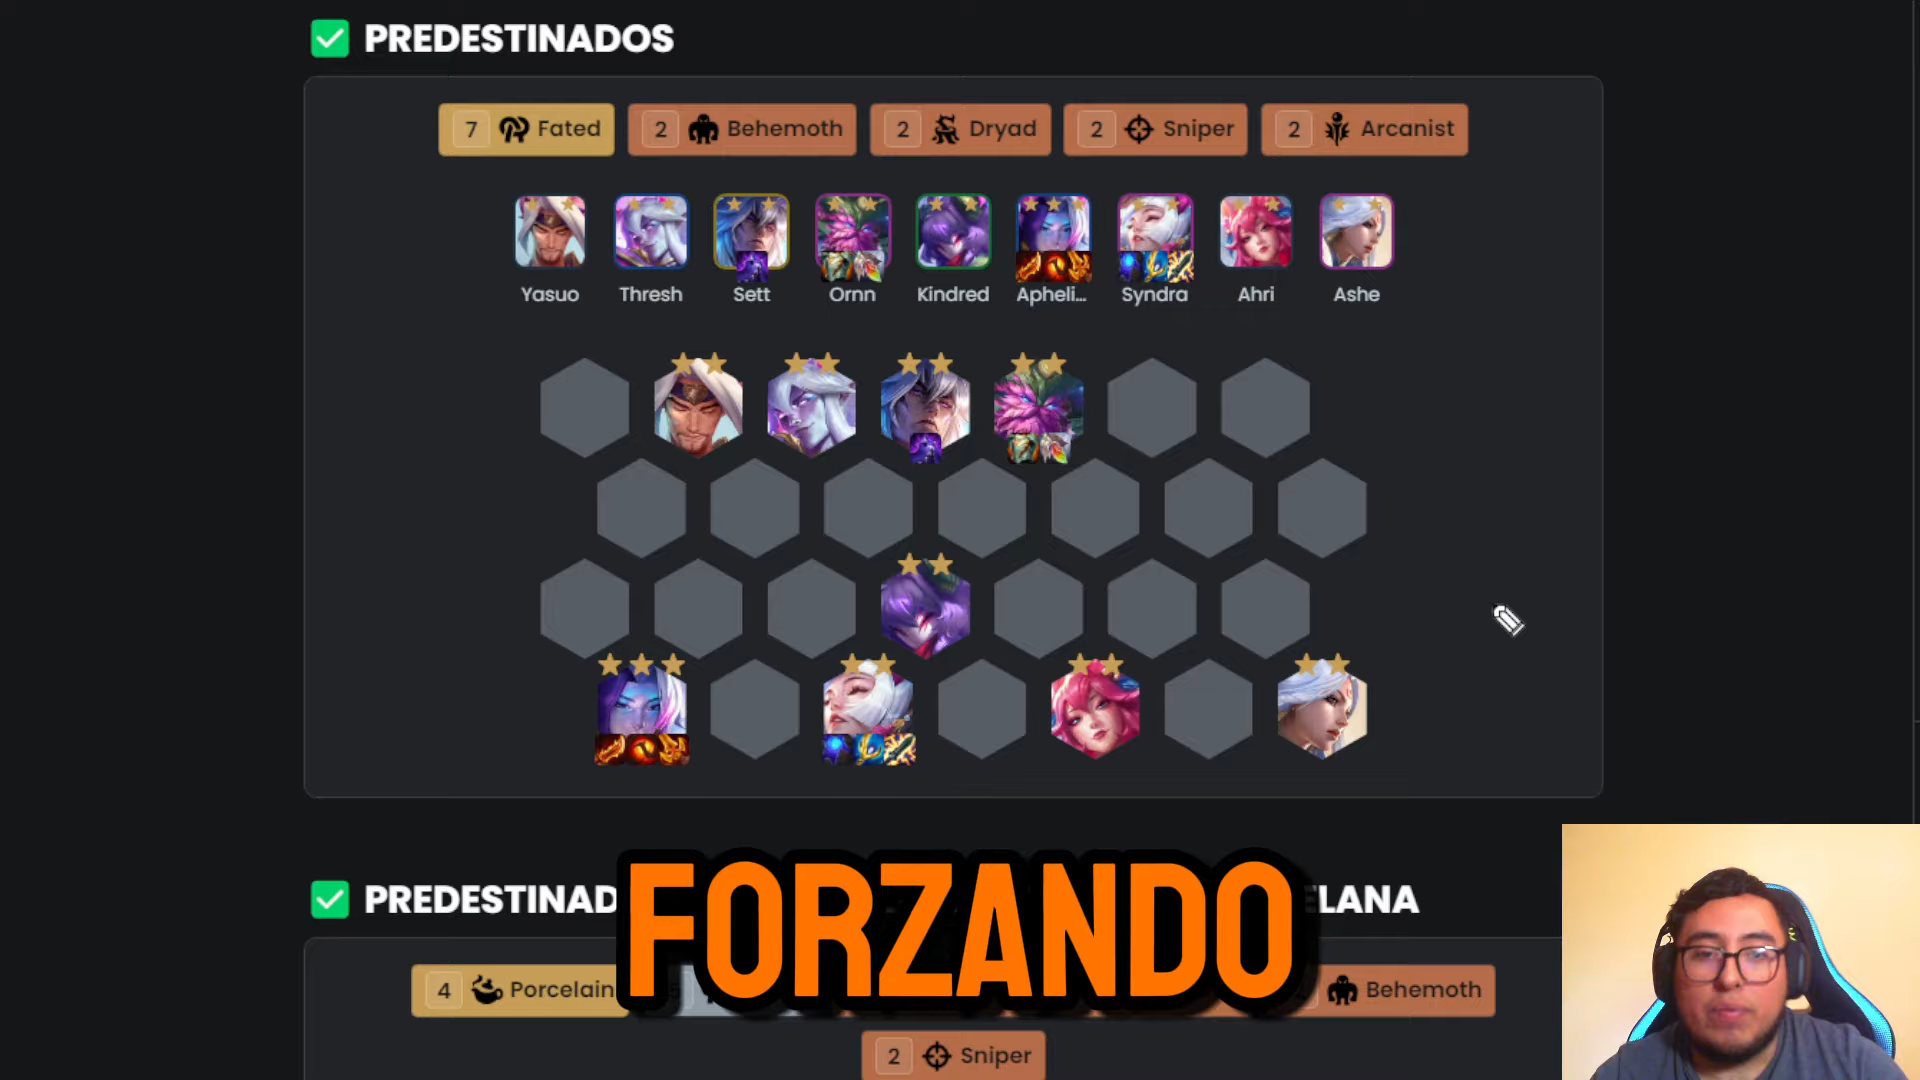 PREDESTINADOS
7 Fated 2 Behemoth 2 Dryad 2 Sniper 2 Arcanist
Yasuo Thresh Sett Ornn Kindred Apheli... Syndra Ahri Ashe
PREDESTINAD ELANA
FORZANDO
4 Porcelain Behemoth
2 Sniper